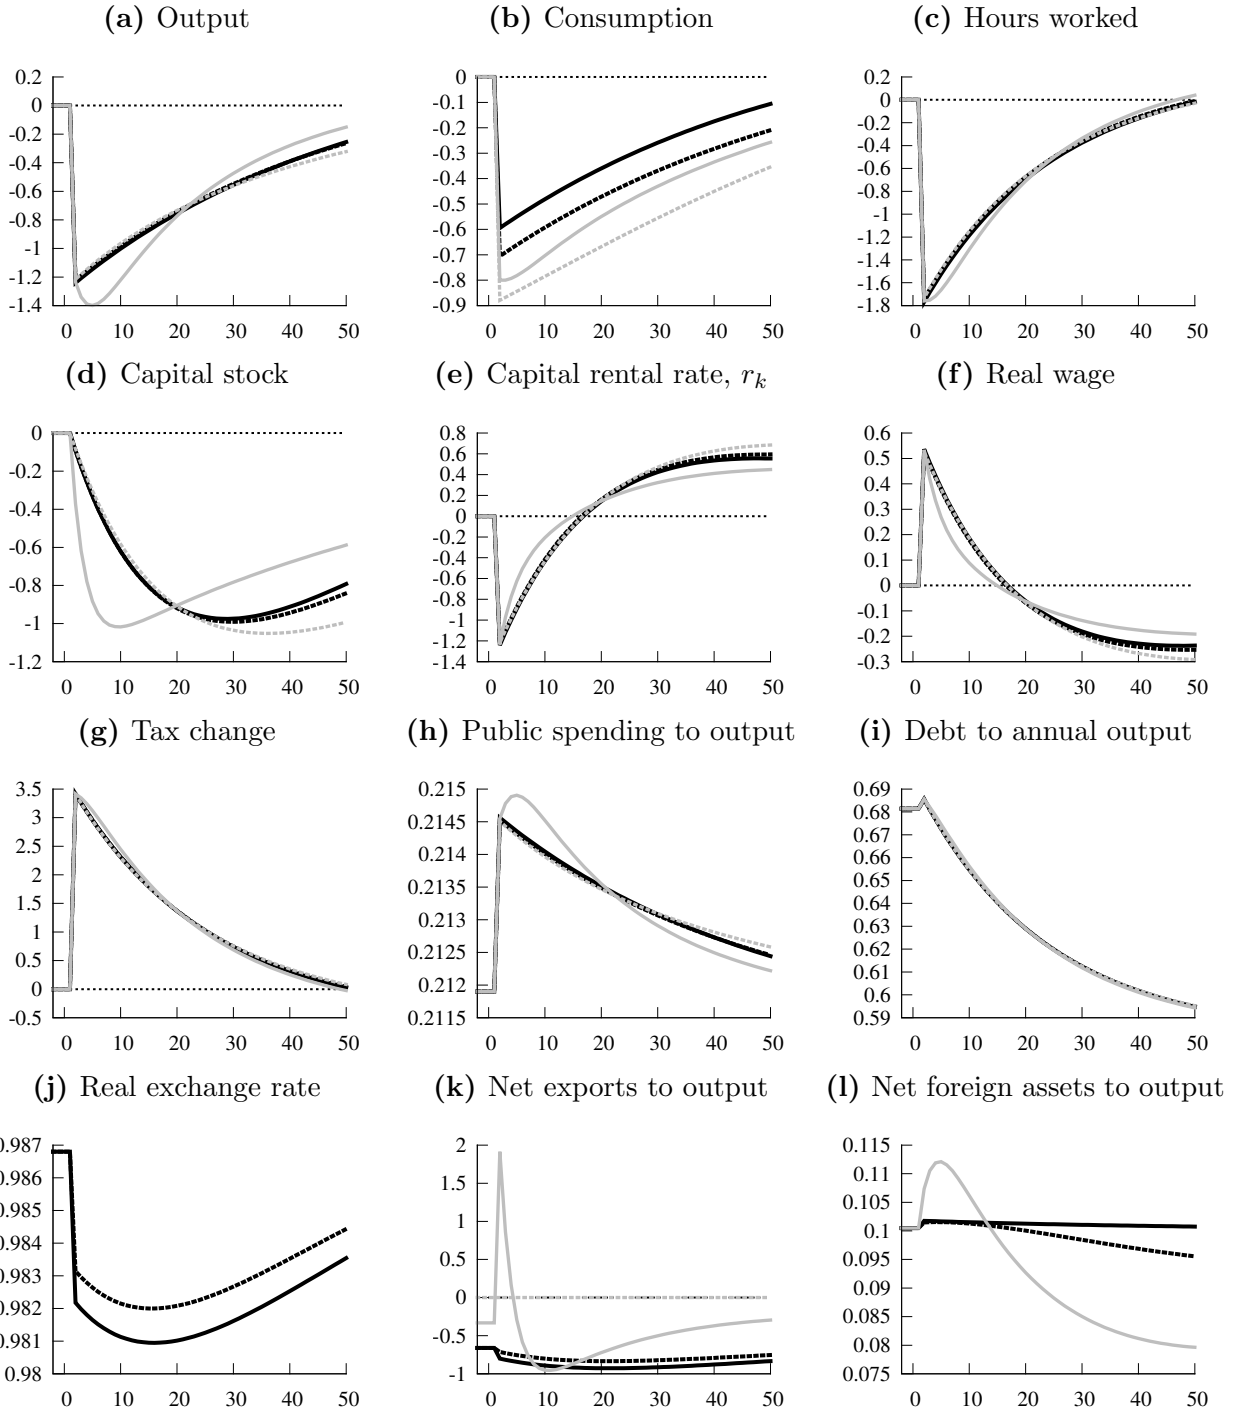 (a) Output (b) Consumption (c) Hours worked
0.2 0 -0.2 -0.4 -0.6 -0.8 -1 -1.2 -1.4
0 10 20 30 40 50
0 -0.1 -0.2 -0.3 -0.4 -0.5 -0.6 -0.7 -0.8 -0.9
0 10 20 30 40 50
0.2 0 -0.2 -0.4 -0.6 -0.8 -1 -1.2 -1.4 -1.6 -1.8
0 10 20 30 40 50
(d) Capital stock (e) Capital rental rate, r_k (f) Real wage
0 -0.2 -0.4 -0.6 -0.8 -1 -1.2
0 10 20 30 40 50
0.8 0.6 0.4 0.2 0 -0.2 -0.4 -0.6 -0.8 -1 -1.2 -1.4
0 10 20 30 40 50
0.6 0.5 0.4 0.3 0.2 0.1 0 -0.1 -0.2 -0.3
0 10 20 30 40 50
(g) Tax change (h) Public spending to output (i) Debt to annual output
3.5 3 2.5 2 1.5 1 0.5 0 -0.5
0 10 20 30 40 50
0.215 0.2145 0.214 0.2135 0.213 0.2125 0.212 0.2115
0 10 20 30 40 50
0.69 0.68 0.67 0.66 0.65 0.64 0.63 0.62 0.61 0.6 0.59
0 10 20 30 40 50
(j) Real exchange rate (k) Net exports to output (l) Net foreign assets to output
0.987 0.986 0.985 0.984 0.983 0.982 0.981 0.98
0 10 20 30 40 50
2 1.5 1 0.5 0 -0.5 -1
0 10 20 30 40 50
0.115 0.11 0.105 0.1 0.095 0.09 0.085 0.08 0.075
0 10 20 30 40 50